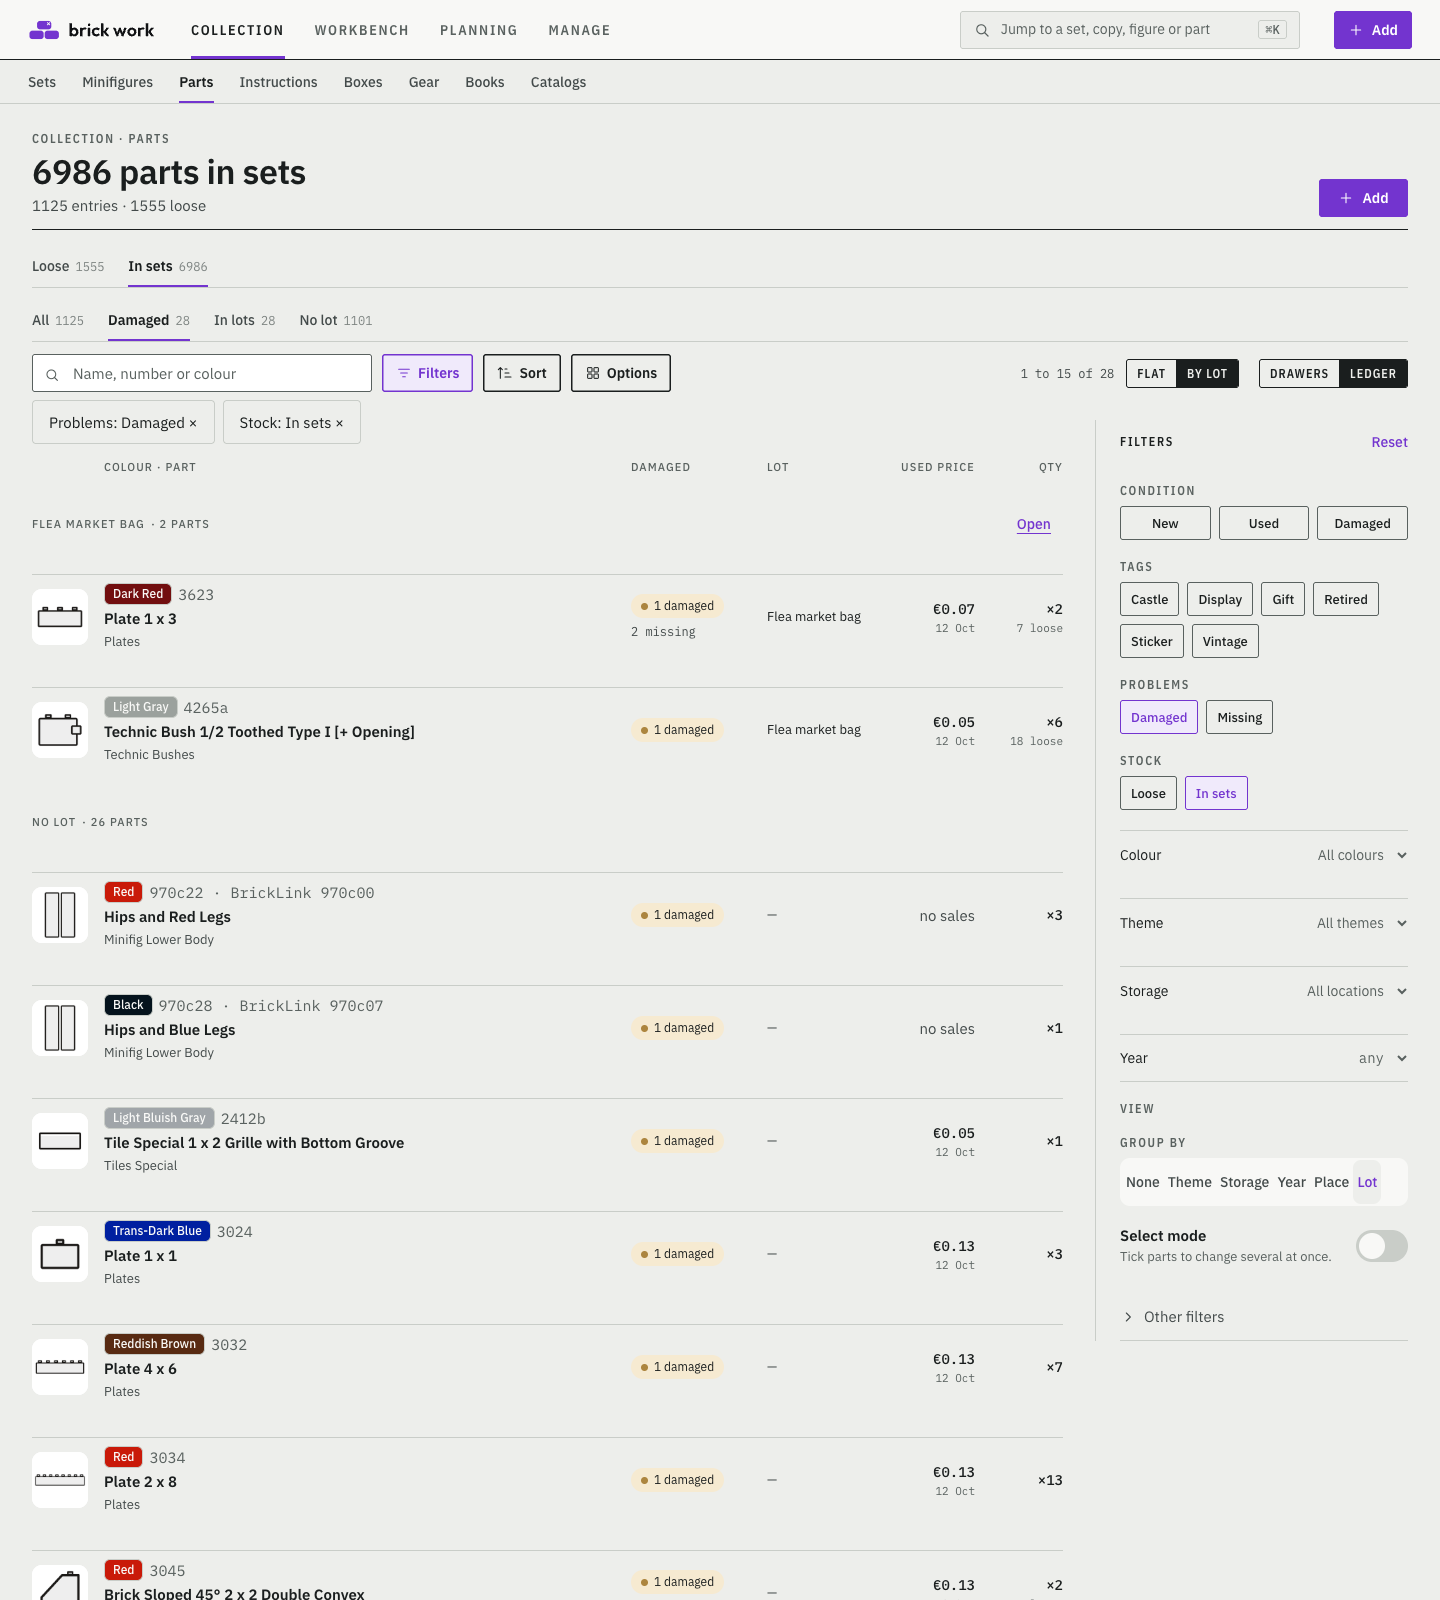 brick work
COLLECTION WORKBENCH PLANNING MANAGE
Jump to a set, copy, figure or part ⌘K
+ Add
Sets Minifigures Parts Instructions Boxes Gear Books Catalogs
COLLECTION · PARTS
6986 parts in sets
1125 entries · 1555 loose
+ Add
Loose 1555 In sets 6986
All 1125 Damaged 28 In lots 28 No lot 1101
Name, number or colour Filters Sort Options 1 to 15 of 28 FLAT BY LOT DRAWERS LEDGER
Problems: Damaged × Stock: In sets ×
COLOUR · PART DAMAGED LOT USED PRICE QTY
FLEA MARKET BAG · 2 PARTS Open
Dark Red 3623
Plate 1 x 3
Plates
1 damaged
2 missing
Flea market bag
€0.07
12 Oct
×2
7 loose
Light Gray 4265a
Technic Bush 1/2 Toothed Type I [+ Opening]
Technic Bushes
1 damaged
Flea market bag
€0.05
12 Oct
×6
18 loose
NO LOT · 26 PARTS
Red 970c22 · BrickLink 970c00
Hips and Red Legs
Minifig Lower Body
1 damaged
—
no sales
×3
Black 970c28 · BrickLink 970c07
Hips and Blue Legs
Minifig Lower Body
1 damaged
—
no sales
×1
Light Bluish Gray 2412b
Tile Special 1 x 2 Grille with Bottom Groove
Tiles Special
1 damaged
—
€0.05
12 Oct
×1
Trans-Dark Blue 3024
Plate 1 x 1
Plates
1 damaged
—
€0.13
12 Oct
×3
Reddish Brown 3032
Plate 4 x 6
Plates
1 damaged
—
€0.13
12 Oct
×7
Red 3034
Plate 2 x 8
Plates
1 damaged
—
€0.13
12 Oct
×13
Red 3045
Brick Sloped 45° 2 x 2 Double Convex
1 damaged
—
€0.13
×2
FILTERS Reset
CONDITION
New Used Damaged
TAGS
Castle Display Gift Retired
Sticker Vintage
PROBLEMS
Damaged Missing
STOCK
Loose In sets
Colour All colours
Theme All themes
Storage All locations
Year any
VIEW
GROUP BY
None Theme Storage Year Place Lot
Select mode
Tick parts to change several at once.
Other filters